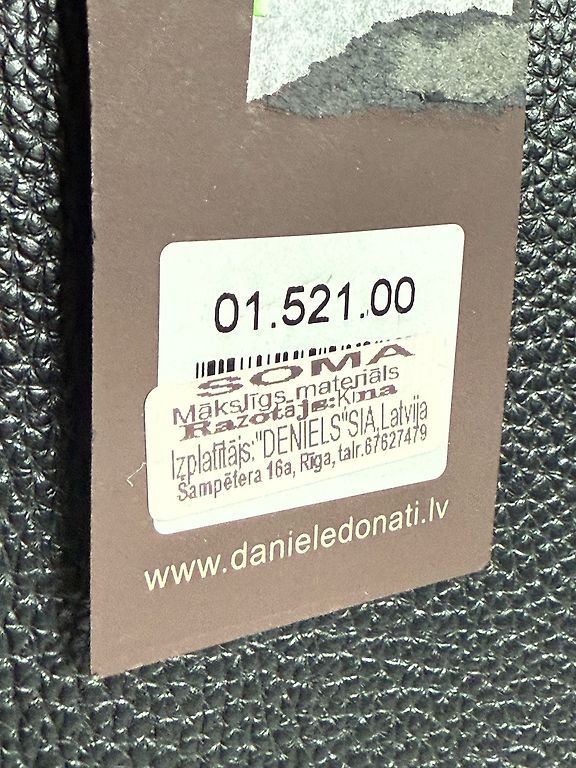 01.521.00
SOMA
Mākslīgs materiāls
Ražotājs:Ķīna
Izplatītājs:"DENIELS"SIA,Latvija
Šampētera 16a, Rīga, talr.67627479
www.danieledonati.lv